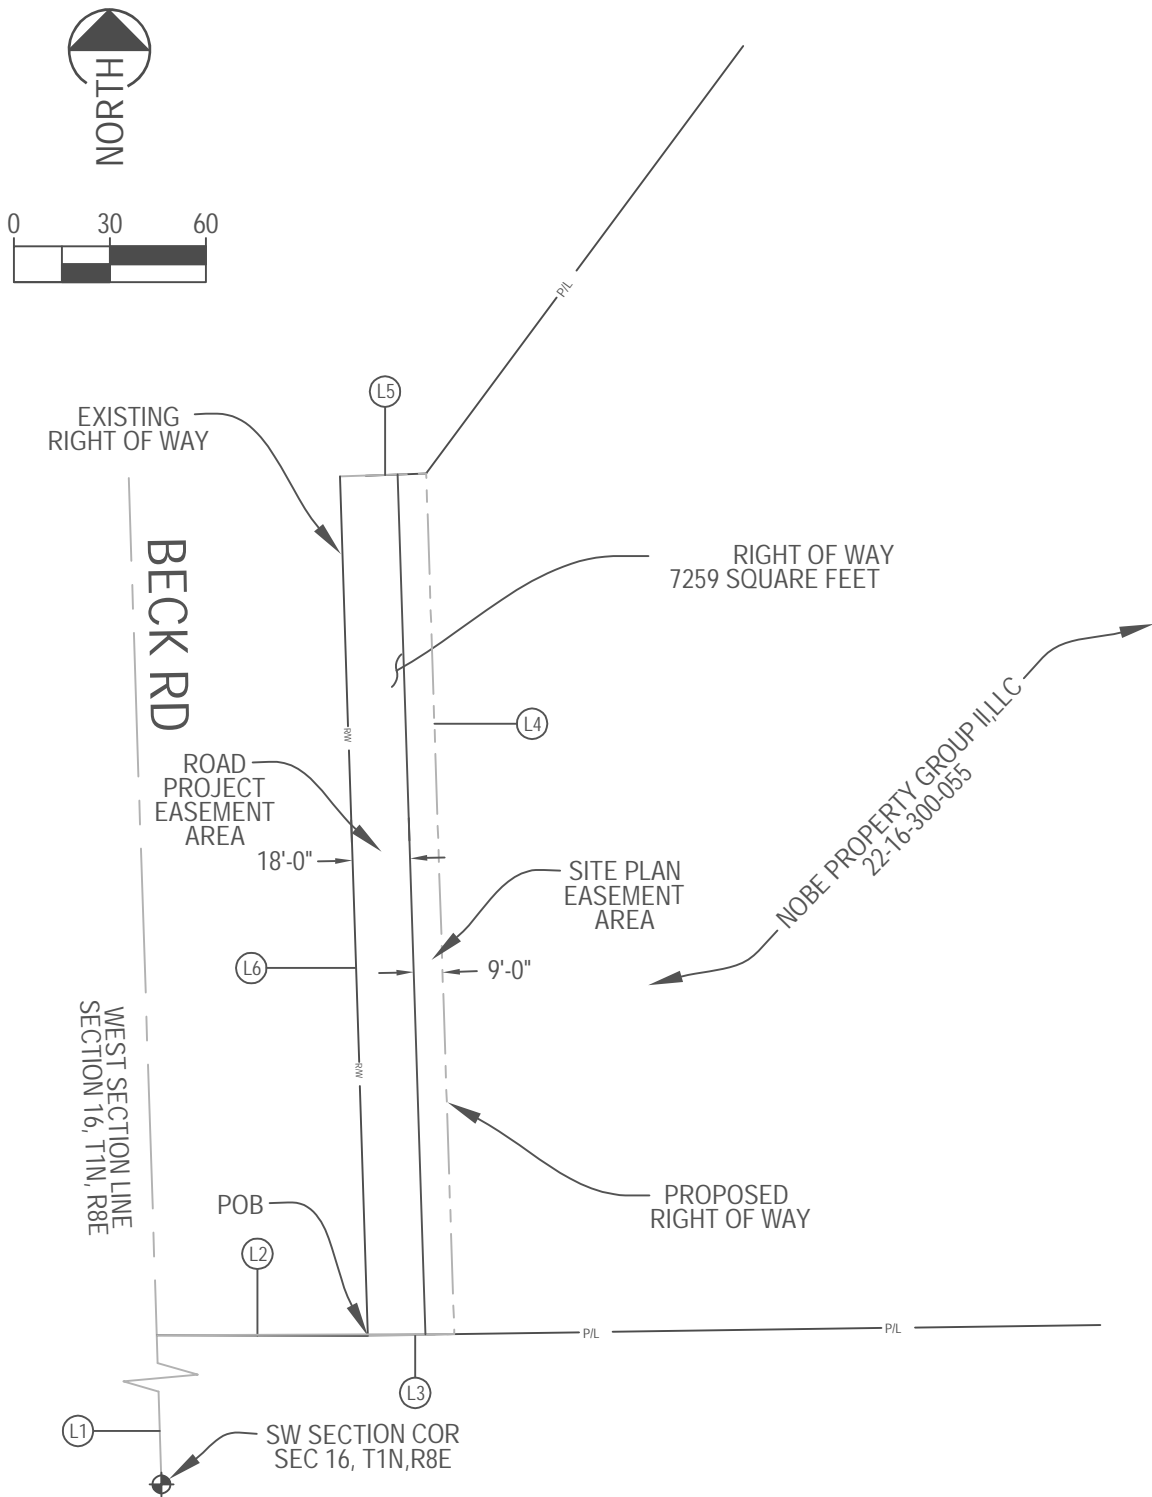 NORTH
0 30 60
P/L
L5
EXISTING
RIGHT OF WAY
BECK RD
RIGHT OF WAY
7259 SQUARE FEET
L4
R/W
ROAD
PROJECT
EASEMENT
AREA
18'-0"
SITE PLAN
EASEMENT
AREA
NOBE PROPERTY GROUP II,LLC
22-16-300-055
L6
9'-0"
WEST SECTION LINE
SECTION 16, T1N, R8E
R/W
POB
PROPOSED
RIGHT OF WAY
L2
P/L
P/L
L3
L1
SW SECTION COR
SEC 16, T1N,R8E